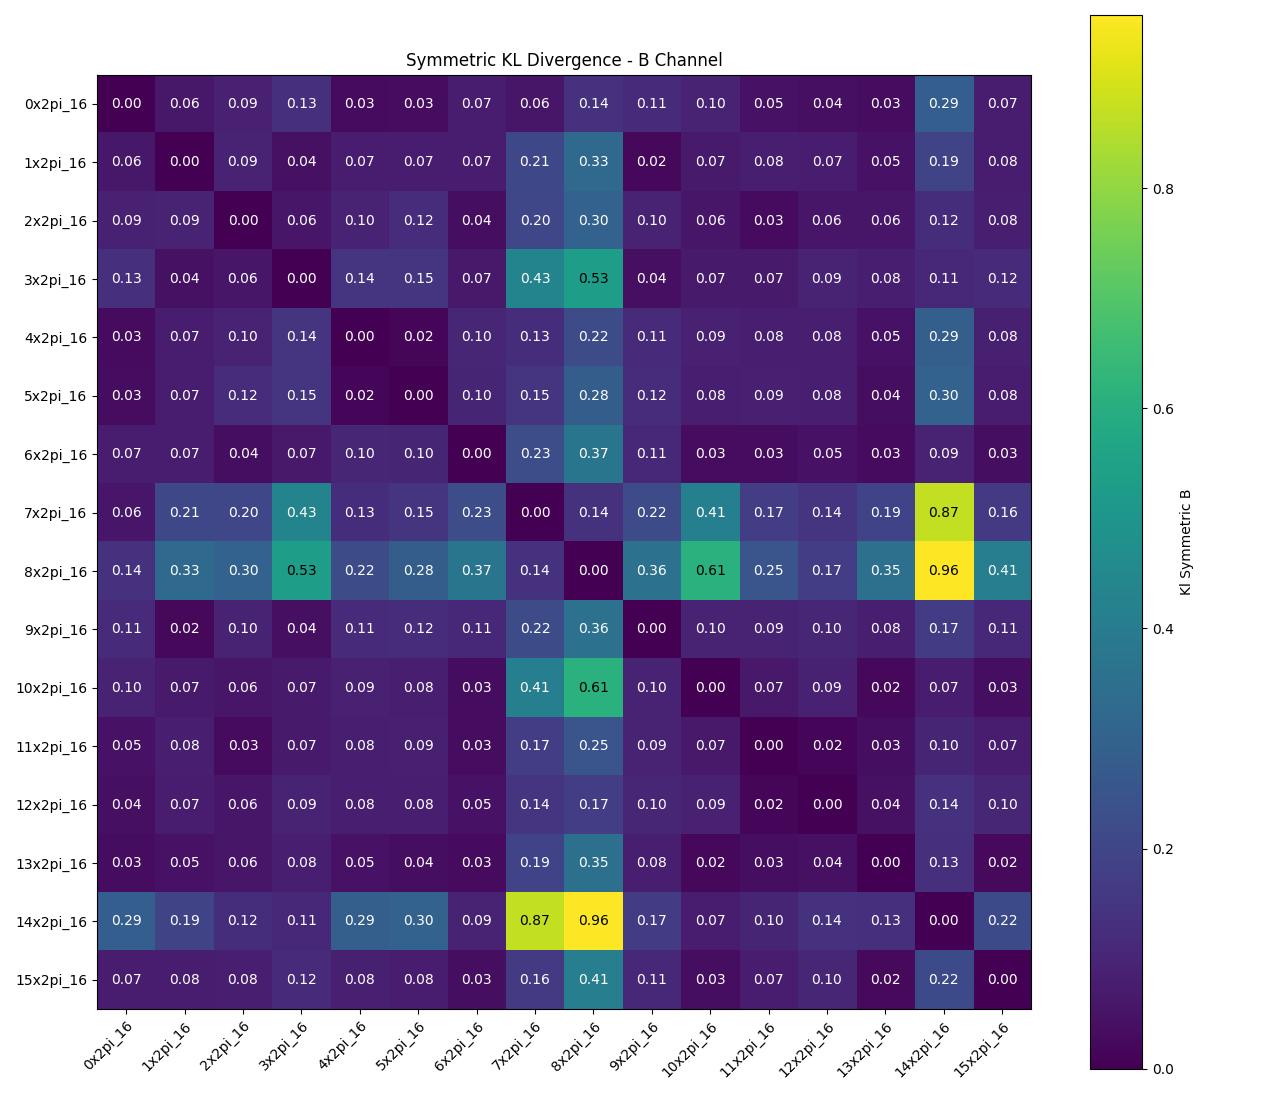 Symmetric KL Divergence - B Channel
0x2pi_16 0.00 0.06 0.09 0.13 0.03 0.03 0.07 0.06 0.14 0.11 0.10 0.05 0.04 0.03 0.29 0.07
1x2pi_16 0.06 0.00 0.09 0.04 0.07 0.07 0.07 0.21 0.33 0.02 0.07 0.08 0.07 0.05 0.19 0.08
2x2pi_16 0.09 0.09 0.00 0.06 0.10 0.12 0.04 0.20 0.30 0.10 0.06 0.03 0.06 0.06 0.12 0.08
3x2pi_16 0.13 0.04 0.06 0.00 0.14 0.15 0.07 0.43 0.53 0.04 0.07 0.07 0.09 0.08 0.11 0.12
4x2pi_16 0.03 0.07 0.10 0.14 0.00 0.02 0.10 0.13 0.22 0.11 0.09 0.08 0.08 0.05 0.29 0.08
5x2pi_16 0.03 0.07 0.12 0.15 0.02 0.00 0.10 0.15 0.28 0.12 0.08 0.09 0.08 0.04 0.30 0.08
6x2pi_16 0.07 0.07 0.04 0.07 0.10 0.10 0.00 0.23 0.37 0.11 0.03 0.03 0.05 0.03 0.09 0.03
7x2pi_16 0.06 0.21 0.20 0.43 0.13 0.15 0.23 0.00 0.14 0.22 0.41 0.17 0.14 0.19 0.87 0.16
8x2pi_16 0.14 0.33 0.30 0.53 0.22 0.28 0.37 0.14 0.00 0.36 0.61 0.25 0.17 0.35 0.96 0.41
9x2pi_16 0.11 0.02 0.10 0.04 0.11 0.12 0.11 0.22 0.36 0.00 0.10 0.09 0.10 0.08 0.17 0.11
10x2pi_16 0.10 0.07 0.06 0.07 0.09 0.08 0.03 0.41 0.61 0.10 0.00 0.07 0.09 0.02 0.07 0.03
11x2pi_16 0.05 0.08 0.03 0.07 0.08 0.09 0.03 0.17 0.25 0.09 0.07 0.00 0.02 0.03 0.10 0.07
12x2pi_16 0.04 0.07 0.06 0.09 0.08 0.08 0.05 0.14 0.17 0.10 0.09 0.02 0.00 0.04 0.14 0.10
13x2pi_16 0.03 0.05 0.06 0.08 0.05 0.04 0.03 0.19 0.35 0.08 0.02 0.03 0.04 0.00 0.13 0.02
14x2pi_16 0.29 0.19 0.12 0.11 0.29 0.30 0.09 0.87 0.96 0.17 0.07 0.10 0.14 0.13 0.00 0.22
15x2pi_16 0.07 0.08 0.08 0.12 0.08 0.08 0.03 0.16 0.41 0.11 0.03 0.07 0.10 0.02 0.22 0.00
0x2pi_16 1x2pi_16 2x2pi_16 3x2pi_16 4x2pi_16 5x2pi_16 6x2pi_16 7x2pi_16 8x2pi_16 9x2pi_16 10x2pi_16 11x2pi_16 12x2pi_16 13x2pi_16 14x2pi_16 15x2pi_16
0.8
0.6
0.4
0.2
0.0
Kl Symmetric B